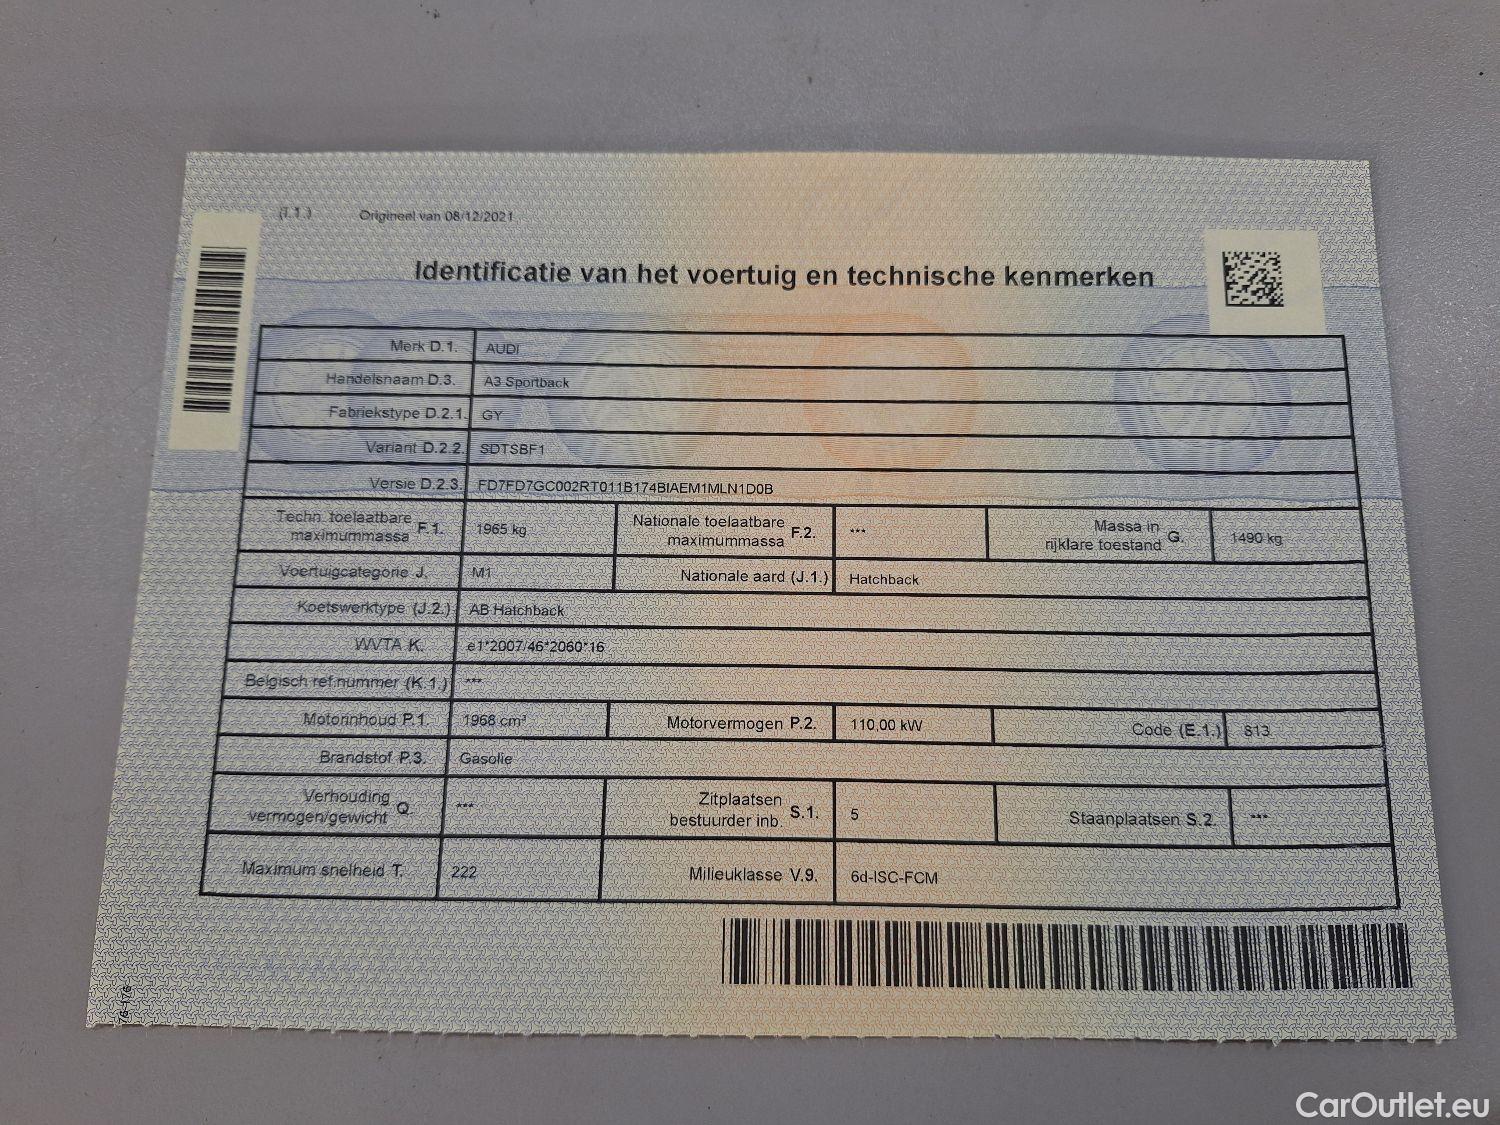 (I.1.) Origineel van 08/12/2021
Identificatie van het voertuig en technische kenmerken
Merk D.1. AUDI
Handelsnaam D.3. A3 Sportback
Fabriekstype D.2.1. GY
Variant D.2.2. SDTSBF1
Versie D.2.3. FD7FD7GC002RT011B174BIAEM1MLN1D0B
Techn. toelaatbare maximummassa F.1. 1965 kg Nationale toelaatbare maximummassa F.2. *** Massa in rijklare toestand G. 1490 kg
Voertuigcategorie J. M1 Nationale aard (J.1.) Hatchback
Koetswerktype (J.2.) AB Hatchback
WVTA K. e1*2007/46*2060*16
Belgisch ref.nummer (K.1.) ***
Motorinhoud P.1. 1968 cm³ Motorvermogen P.2. 110,00 kW Code (E.1.) 813
Brandstof P.3. Gasolie
Verhouding vermogen/gewicht Q. *** Zitplaatsen bestuurder inb. S.1. 5 Staanplaatsen S.2. ***
Maximum snelheid T. 222 Milieuklasse V.9. 6d-ISC-FCM
76-176
CarOutlet.eu